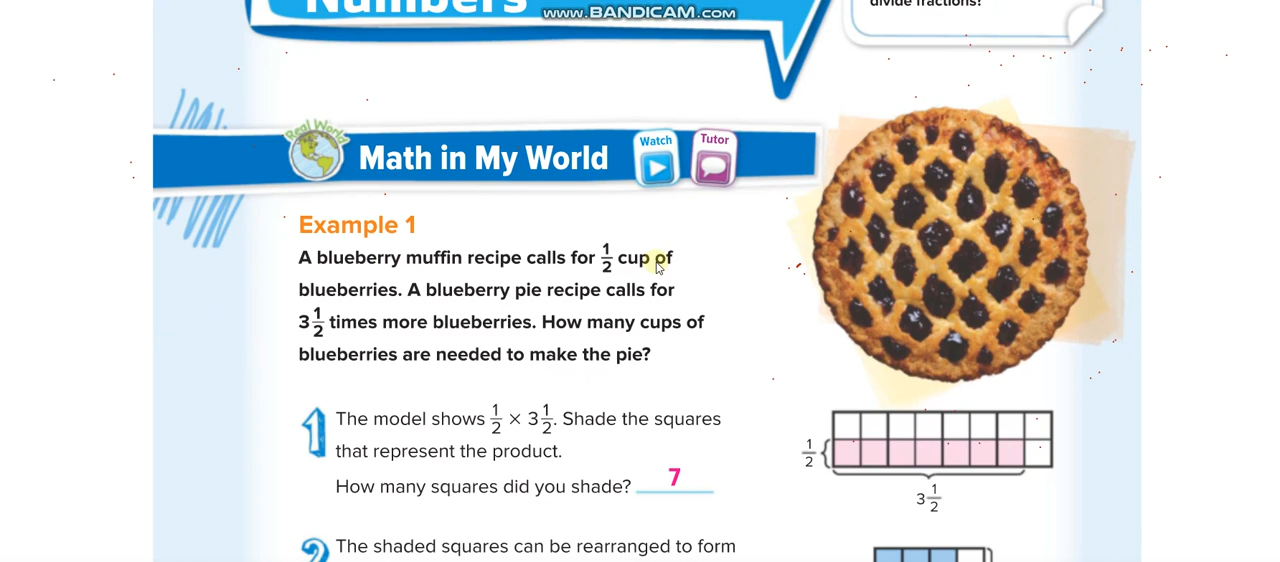 Numbers
www.BANDICAM.com
divide fractions?
Real World
Math in My World
Watch
Tutor
Example 1
A blueberry muffin recipe calls for 1/2 cup of
blueberries. A blueberry pie recipe calls for
3 1/2 times more blueberries. How many cups of
blueberries are needed to make the pie?
1 The model shows 1/2 × 3 1/2. Shade the squares
that represent the product.
How many squares did you shade? 7
1/2
3 1/2
2 The shaded squares can be rearranged to form